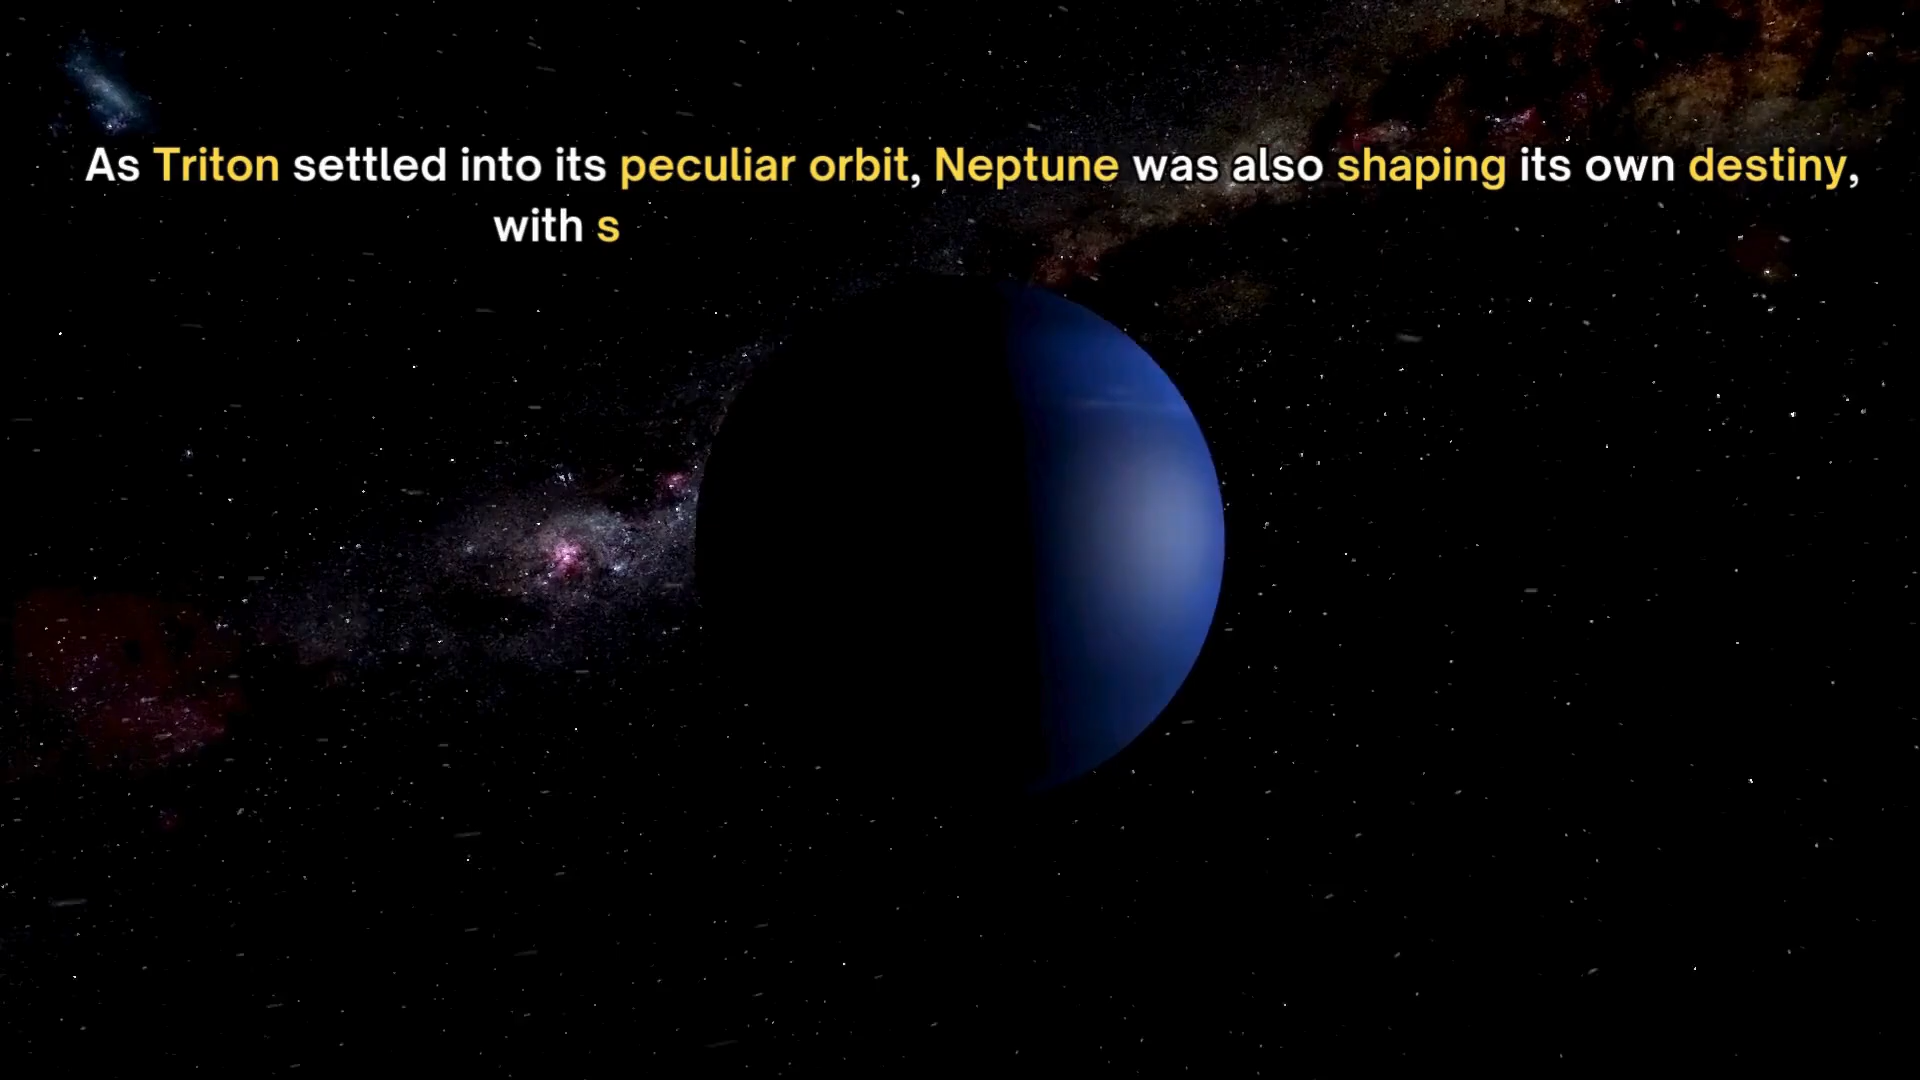 As Triton settled into its peculiar orbit, Neptune was also shaping its own destiny,
with s